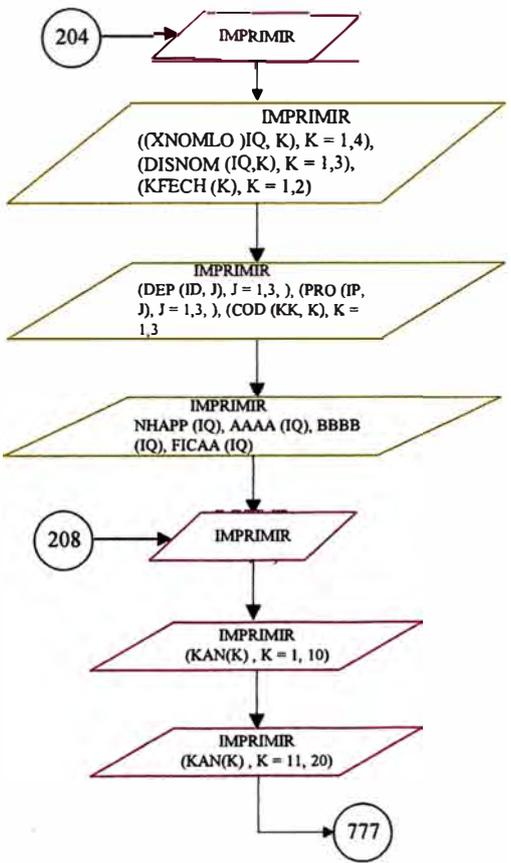 204
IMPRIMIR
IMPRIMIR
((XNOMLO )IQ, K), K = 1,4),
(DISNOM (IQ,K), K = 1,3),
(KFECH (K), K = 1,2)
IMPRIMIR
(DEP (ID, J), J = 1,3, ), (PRO (IP,
J), J = 1,3, ), (COD (KK, K), K =
1,3
IMPRIMIR
NHAPP (IQ), AAAA (IQ), BBBB
(IQ), FICAA (IQ)
208
IMPRIMIR
IMPRIMIR
(KAN(K) , K = 1, 10)
IMPRIMIR
(KAN(K) , K = 11, 20)
777